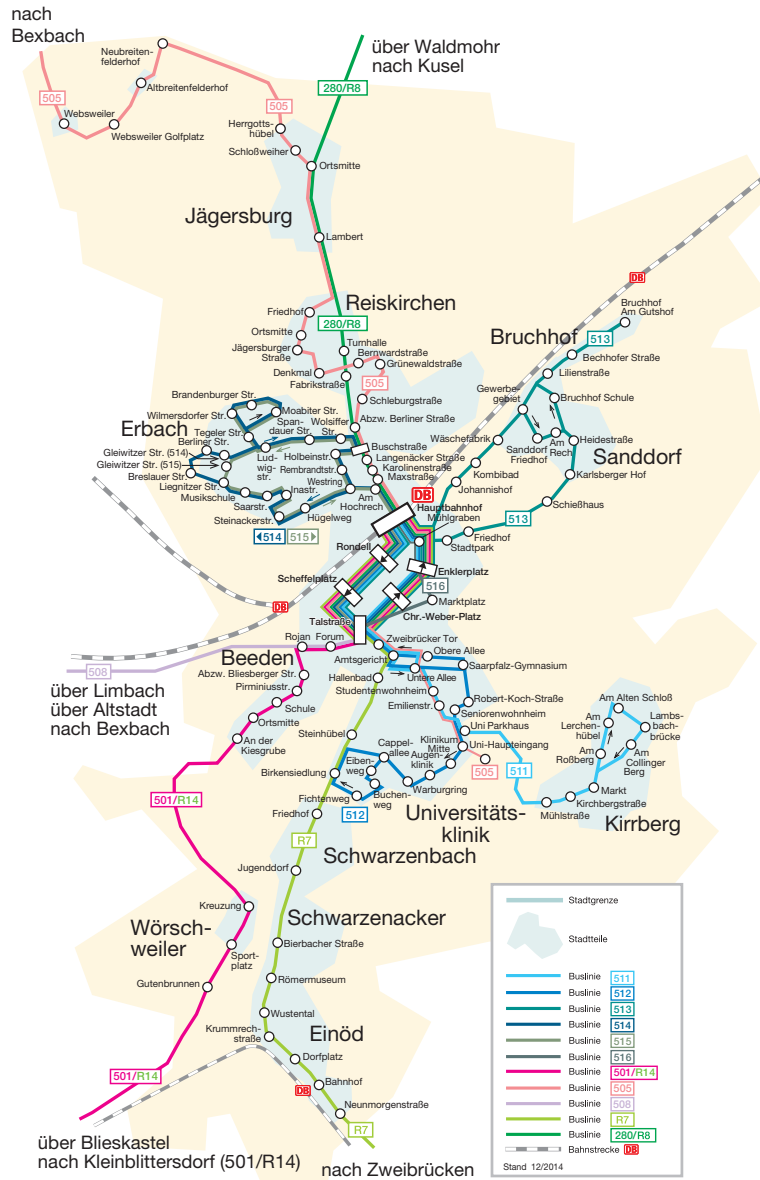 nach
Bexbach
Neubreiten-
felderhof
über Waldmohr
nach Kusel
Altbreitenfelderhof
280/R8
505
505
Websweiler
Websweiler Golfplatz
Herrgotts-
hübel
Schloßweiher
Ortsmitte
Jägersburg
Lambert
DB
Reiskirchen
Friedhof
280/R8
Ortsmitte
Jägersburger
Straße
Turnhalle
Bernwardstraße
Grünewaldstraße
Denkmal
Fabrikstraße
505
Schleburgstraße
Abzw. Berliner Straße
Bruchhof
Am Gutshof
Bruchhof
513
Bechhofer Straße
Lilienstraße
Gewerbe-
gebiet
Bruchhof Schule
Brandenburger Str.
Wilmersdorfer Str.
Moabiter Str.
Erbach
Span-
dauer Str.
Wolsiffer
Str.
Tegeler Str.
Berliner Str.
Gleiwitzer Str. (514)
Gleiwitzer Str. (515)
Breslauer Str.
Liegnitzer Str.
Musikschule
Saarstr.
Steinackerstr.
Lud-
wig-
str.
Holbeinstr.
Rembrandtstr.
Westring
Inastr.
Hügelweg
Am
Hochrech
Buschstraße
Langenäcker Straße
Karolinenstraße
Maxstraße
514
515
Wäschefabrik
Kombibad
Johannishof
Sanddorf
Friedhof
Am
Rech
Heidestraße
Sanddorf
Karlsberger Hof
Schießhaus
513
Friedhof
Stadtpark
DB
Hauptbahnhof
Mühlgraben
Rondell
Scheffelplatz
Enklerplatz
516
Marktplatz
Chr.-Weber-Platz
Talstraße
DB
Rojan
Forum
Zweibrücker Tor
508
Beeden
Amtsgericht
Obere Allee
Saarpfalz-Gymnasium
über Limbach
über Altstadt
nach Bexbach
Abzw. Bliesberger Str.
Pirminiusstr.
Schule
Ortsmitte
An der
Kiesgrube
Hallenbad
Untere Allee
Studentenwohnheim
Emilienstr.
Robert-Koch-Straße
Seniorenwohnheim
Uni Parkhaus
Steinhübel
Klinikum
Mitte
Uni-Haupteingang
505
511
Am Alten Schloß
Am
Lerchen-
hübel
Lambs-
bach-
brücke
Am
Roßberg
Am
Collinger
Berg
Markt
Kirchbergstraße
Mühlstraße
Kirrberg
Cappel-
allee
Augen-
klinik
Eiben-
weg
Birkensiedlung
Buchen-
weg
Warburgring
Fichtenweg
512
Universitäts-
klinik
501/R14
Friedhof
R7
Schwarzenbach
Jugenddorf
Kreuzung
Wörsch-
weiler
Sport-
platz
Gutenbrunnen
Schwarzenacker
Bierbacher Straße
Römermuseum
Wustental
Krummrech-
straße
Einöd
Dorfplatz
Bahnhof
DB
Neunmorgenstraße
501/R14
R7
über Blieskastel
nach Kleinblittersdorf (501/R14)
nach Zweibrücken
Stadtgrenze
Stadtteile
Buslinie 511
Buslinie 512
Buslinie 513
Buslinie 514
Buslinie 515
Buslinie 516
Buslinie 501/R14
Buslinie 505
Buslinie 508
Buslinie R7
Buslinie 280/R8
Bahnstrecke DB
Stand 12/2014